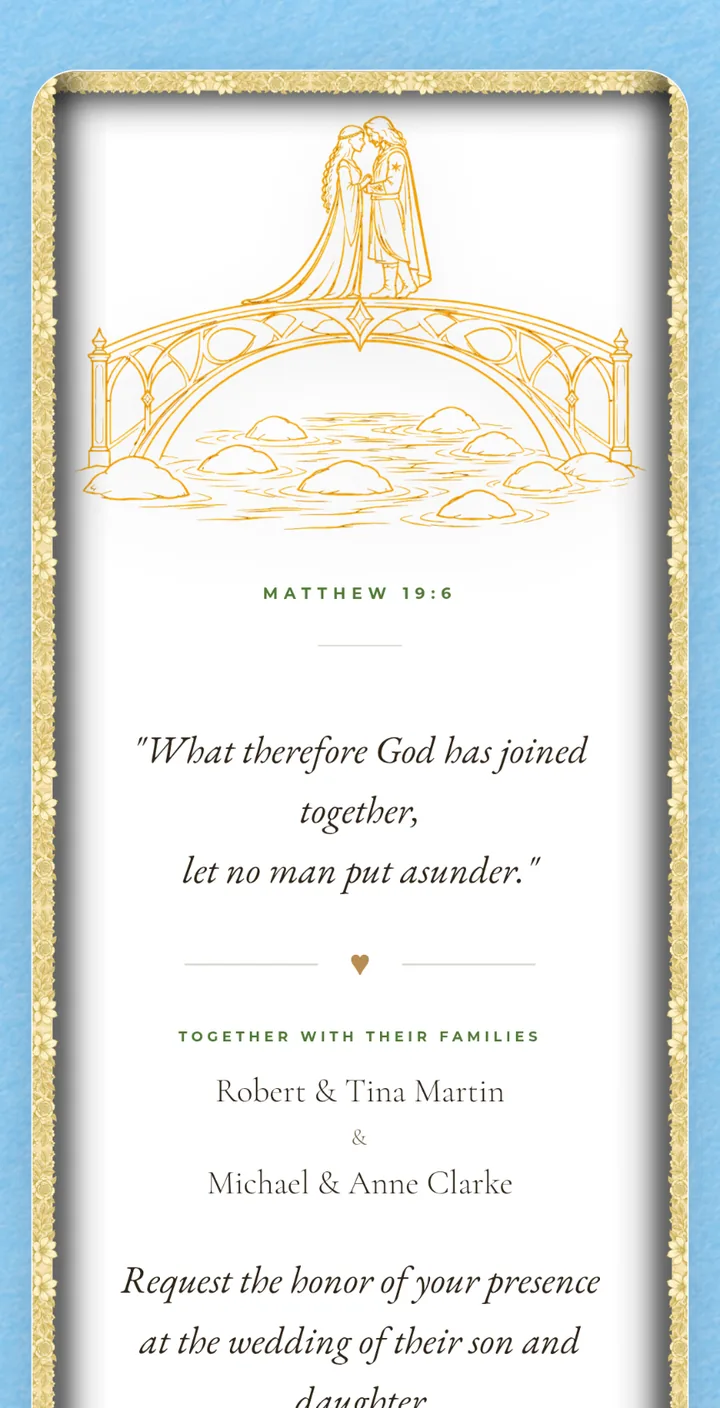 MATTHEW 19:6
"What therefore God has joined
together,
let no man put asunder."
TOGETHER WITH THEIR FAMILIES
Robert & Tina Martin
&
Michael & Anne Clarke
Request the honor of your presence
at the wedding of their son and
daughter